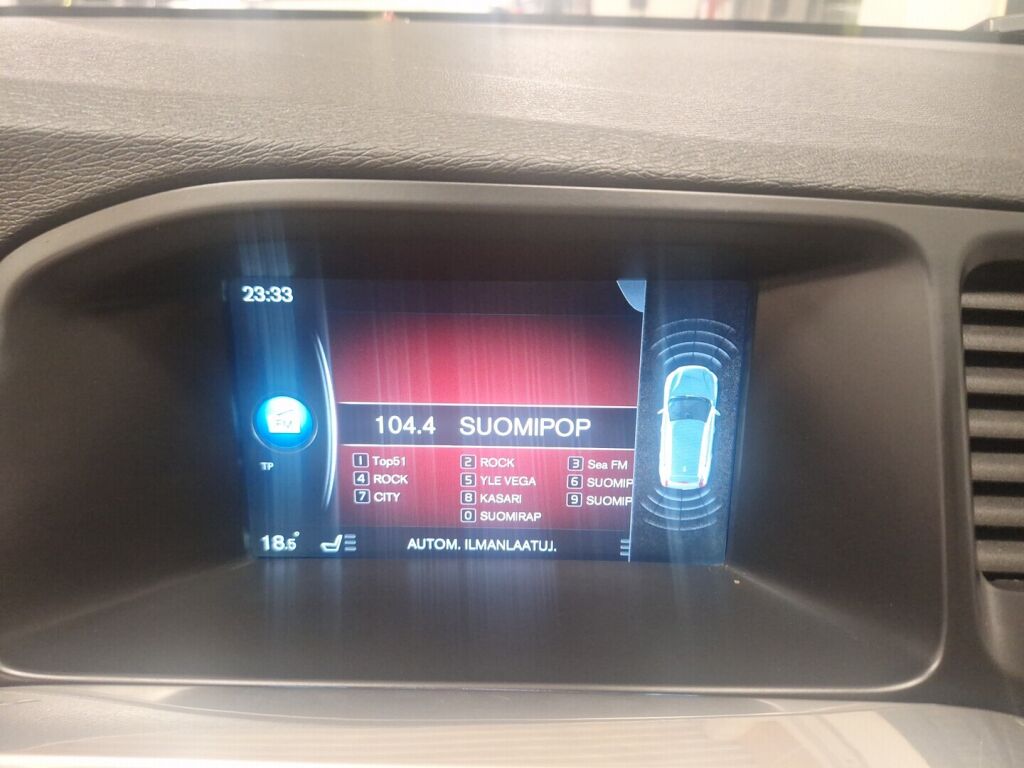 23:33
FM
TP
104.4 SUOMIPOP
1 Top51 2 ROCK 3 Sea FM
4 ROCK 5 YLE VEGA 6 SUOMIP
7 CITY 8 KASARI 9 SUOMIP
0 SUOMIRAP
18.5° AUTOM. ILMANLAATUJ.